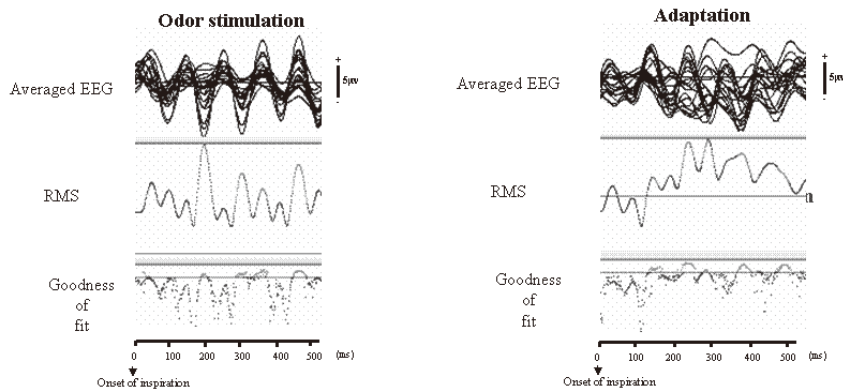 Odor stimulation
Averaged EEG
+
5μv
-
RMS
Goodness
of
fit
0 100 200 300 400 500 (ms)
Onset of inspiration
Adaptation
Averaged EEG
+
5μv
-
RMS
Goodness
of
fit
0 100 200 300 400 500 (ms)
Onset of inspiration